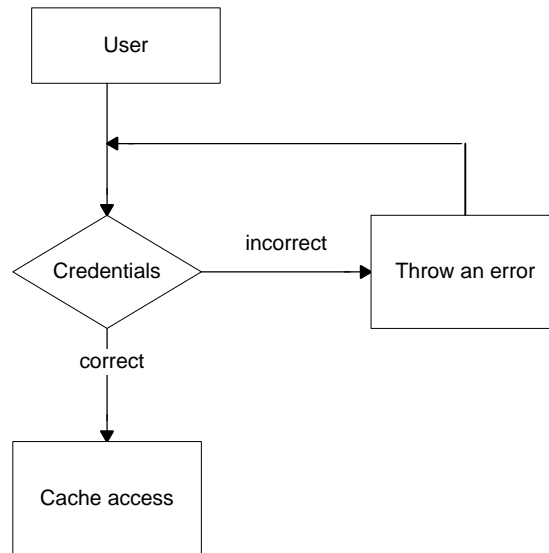 User
incorrect
Credentials
Throw an error
correct
Cache access